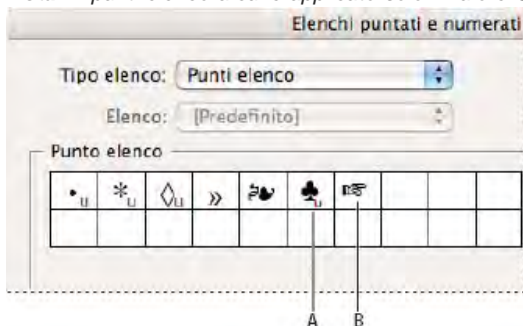 Elenchi puntati e numerati
Tipo elenco: Punti elenco
Elenco: [Predefinito]
Punto elenco
•u *u ◊u » ❧ ♣u ☞
A B